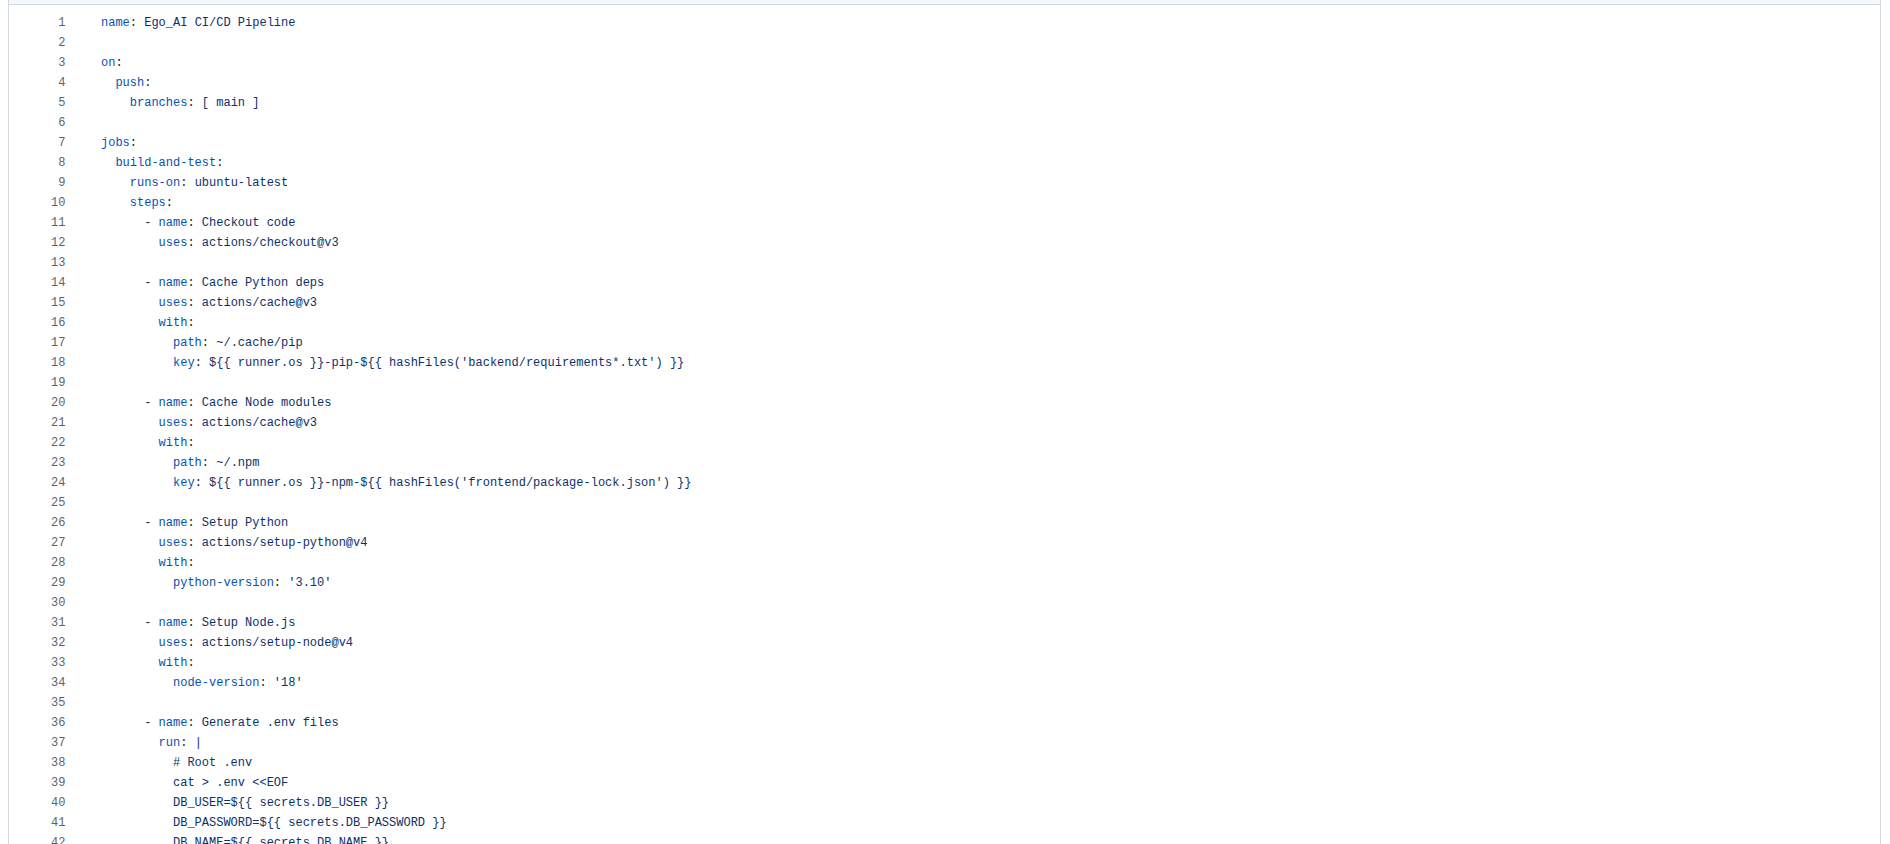 1 name: Ego_AI CI/CD Pipeline
2
3 on:
4 push:
5 branches: [ main ]
6
7 jobs:
8 build-and-test:
9 runs-on: ubuntu-latest
10 steps:
11 - name: Checkout code
12 uses: actions/checkout@v3
13
14 - name: Cache Python deps
15 uses: actions/cache@v3
16 with:
17 path: ~/.cache/pip
18 key: ${{ runner.os }}-pip-${{ hashFiles('backend/requirements*.txt') }}
19
20 - name: Cache Node modules
21 uses: actions/cache@v3
22 with:
23 path: ~/.npm
24 key: ${{ runner.os }}-npm-${{ hashFiles('frontend/package-lock.json') }}
25
26 - name: Setup Python
27 uses: actions/setup-python@v4
28 with:
29 python-version: '3.10'
30
31 - name: Setup Node.js
32 uses: actions/setup-node@v4
33 with:
34 node-version: '18'
35
36 - name: Generate .env files
37 run: |
38 # Root .env
39 cat > .env <<EOF
40 DB_USER=${{ secrets.DB_USER }}
41 DB_PASSWORD=${{ secrets.DB_PASSWORD }}
42 DB_NAME=${{ secrets.DB_NAME }}